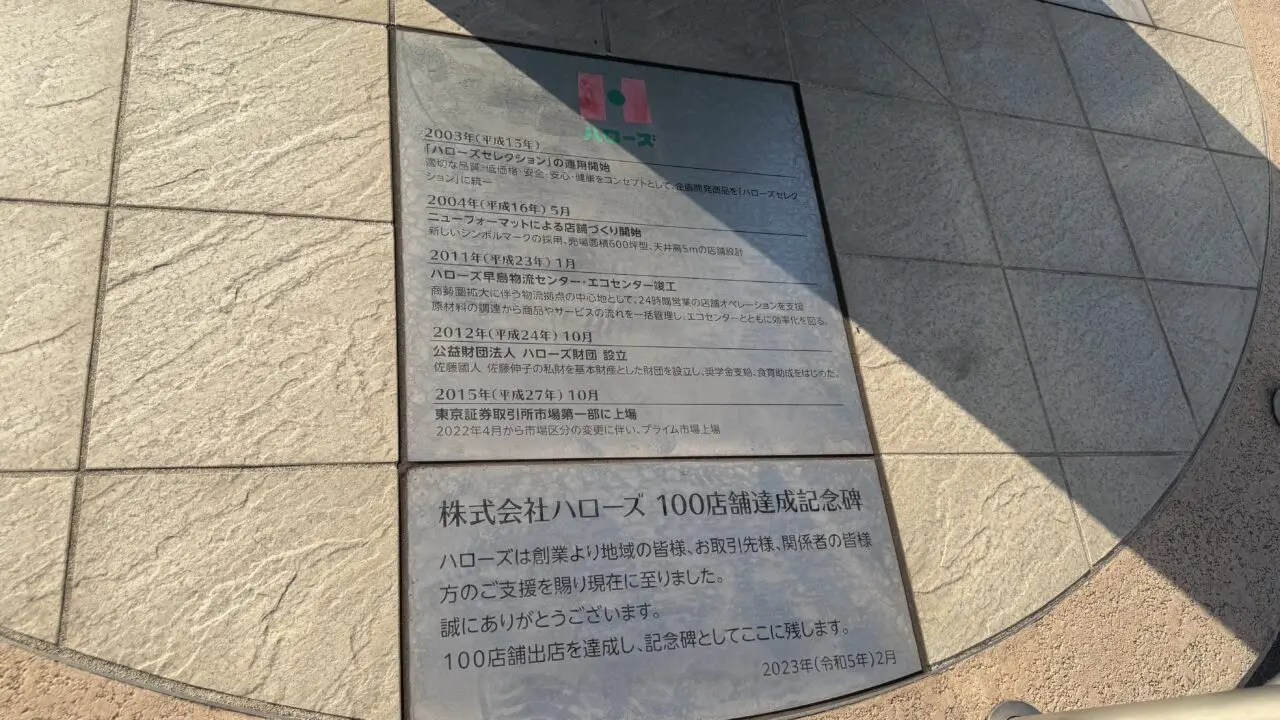 ハローズ
2003年(平成15年)
「ハローズセレクション」の運用開始
適切な品質・低価格・安全・安心・健康をコンセプトとして、企画開発商品を「ハローズセレク
ション」に統一
2004年(平成16年) 5月
ニューフォーマットによる店舗づくり開始
新しいシンボルマークの採用、売場面積600坪型、天井高5mの店舗設計
2011年(平成23年) 1月
ハローズ早島物流センター・エコセンター竣工
商勢圏拡大に伴う物流拠点の中心地として、24時間営業の店舗オペレーションを支援
原材料の調達から商品やサービスの流れを一括管理し、エコセンターとともに効率化を図る。
2012年(平成24年) 10月
公益財団法人 ハローズ財団 設立
佐藤國人 佐藤伸子の私財を基本財産とした財団を設立し、奨学金支給、食育助成をはじめた。
2015年(平成27年) 10月
東京証券取引所市場第一部に上場
2022年4月から市場区分の変更に伴い、プライム市場上場
株式会社ハローズ 100店舗達成記念碑
ハローズは創業より地域の皆様、お取引先様、関係者の皆様
方のご支援を賜り現在に至りました。
誠にありがとうございます。
100店舗出店を達成し、記念碑としてここに残します。
2023年(令和5年)2月